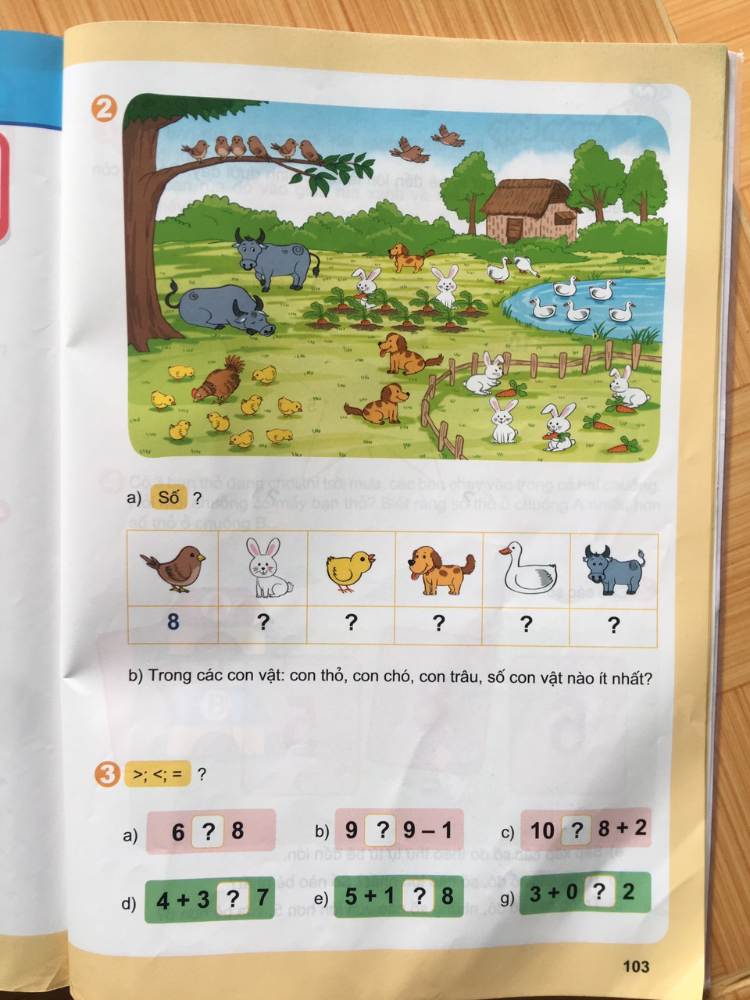 2
a) Số ?
8 ? ? ? ? ?
b) Trong các con vật: con thỏ, con chó, con trâu, số con vật nào ít nhất?
3 >; <; = ?
a) 6 ? 8 b) 9 ? 9 – 1 c) 10 ? 8 + 2
d) 4 + 3 ? 7 e) 5 + 1 ? 8 g) 3 + 0 ? 2
103